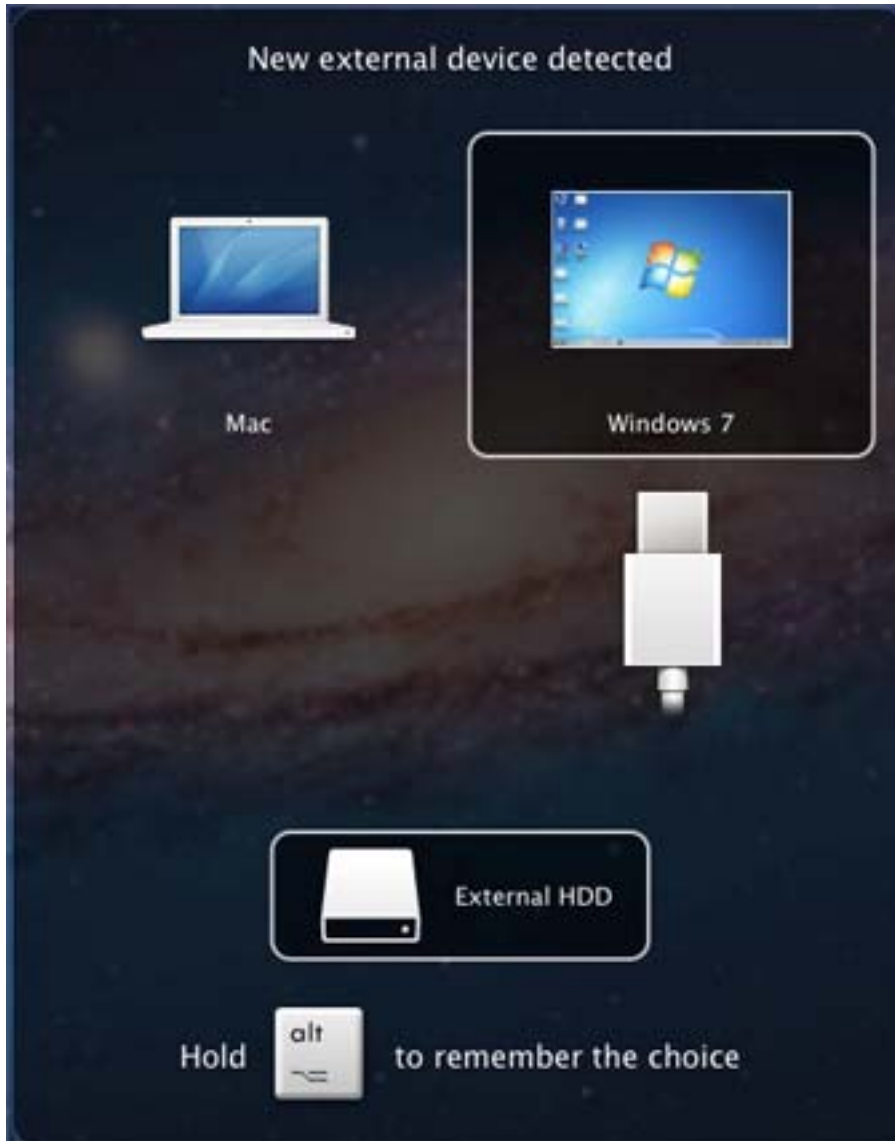 New external device detected
Mac
Windows 7
External HDD
Hold alt to remember the choice